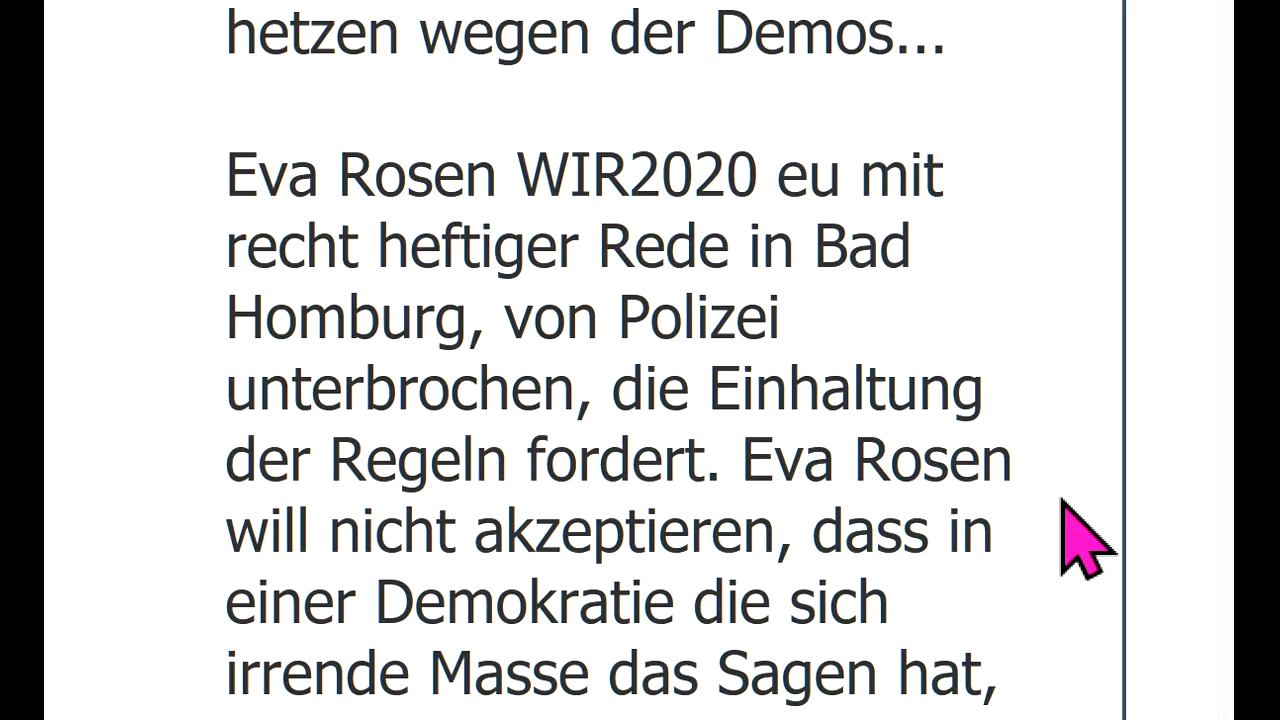 hetzen wegen der Demos...
Eva Rosen WIR2020 eu mit
recht heftiger Rede in Bad
Homburg, von Polizei
unterbrochen, die Einhaltung
der Regeln fordert. Eva Rosen
will nicht akzeptieren, dass in
einer Demokratie die sich
irrende Masse das Sagen hat,